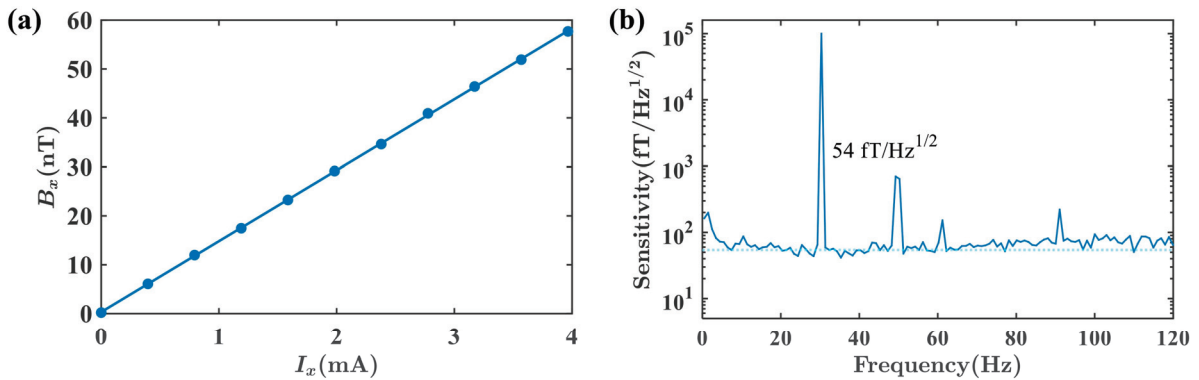 (a)
60
50
40
30
20
10
0
B_x(nT)
0 1 2 3 4
I_x(mA)
(b)
10^5
10^4
10^3
10^2
10^1
Sensitivity(fT/Hz^{1/2})
54 fT/Hz^{1/2}
0 20 40 60 80 100 120
Frequency(Hz)